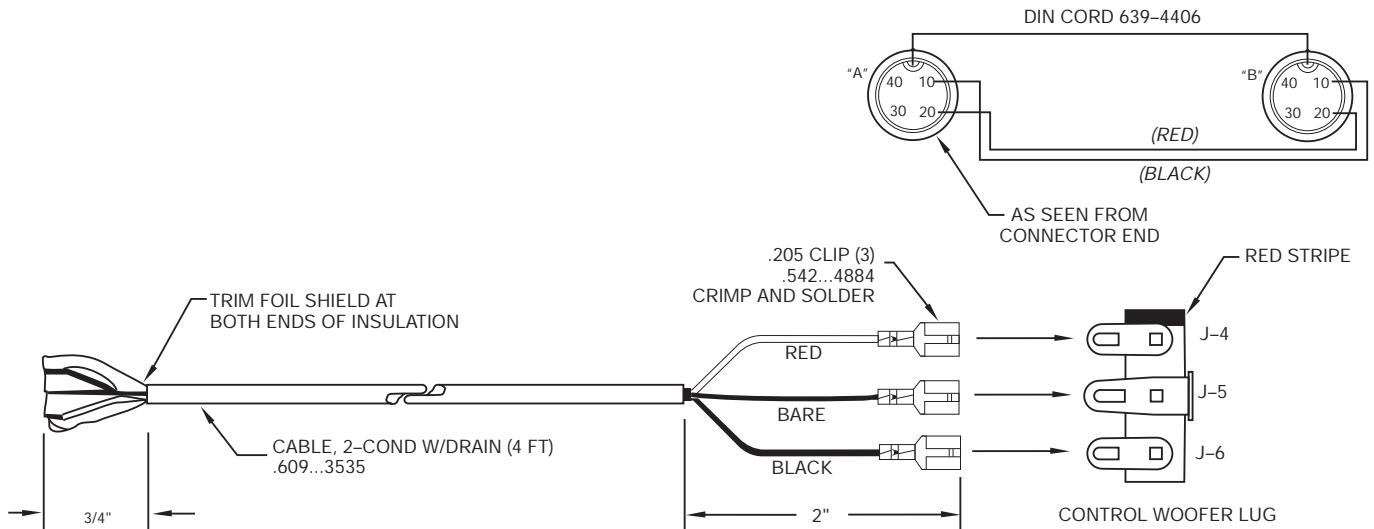 DIN CORD 639–4406
"A"
40 10
30 20
"B"
40 10
30 20
(RED)
(BLACK)
AS SEEN FROM
CONNECTOR END
.205 CLIP (3)
.542...4884
CRIMP AND SOLDER
RED STRIPE
TRIM FOIL SHIELD AT
BOTH ENDS OF INSULATION
RED
J–4
BARE
J–5
BLACK
J–6
CABLE, 2–COND W/DRAIN (4 FT)
.609...3535
3/4"
2"
CONTROL WOOFER LUG